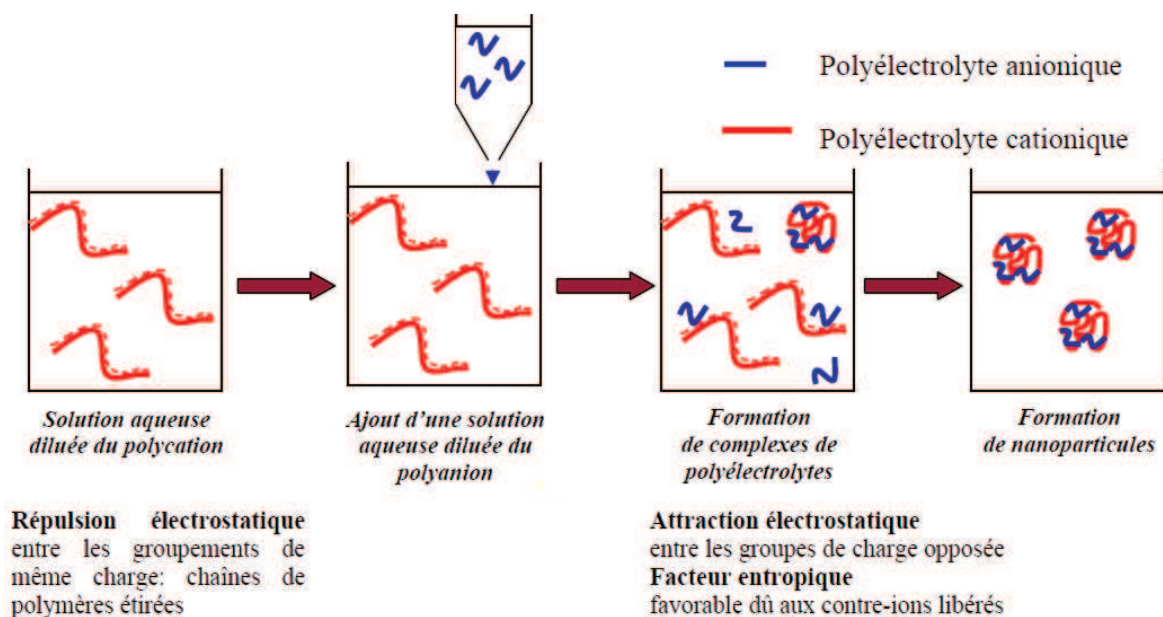 Polyélectrolyte anionique
Polyélectrolyte cationique
Solution aqueuse
diluée du polycation
Ajout d'une solution
aqueuse diluée du
polyanion
Formation
de complexes de
polyélectrolytes
Formation
de nanoparticules
Répulsion électrostatique
entre les groupements de
même charge: chaînes de
polymères étirées
Attraction électrostatique
entre les groupes de charge opposée
Facteur entropique
favorable dû aux contre-ions libérés